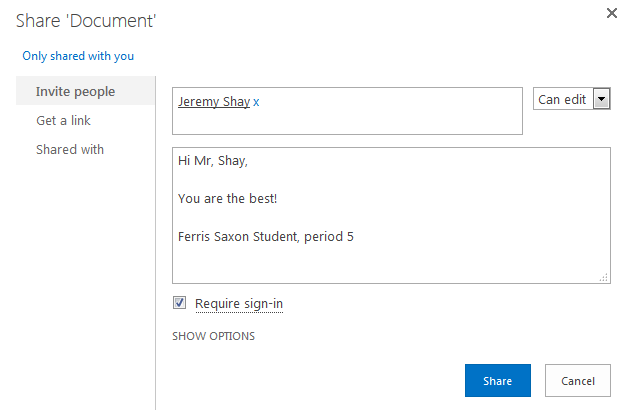 Share 'Document'
Only shared with you
Invite people
Get a link
Shared with
Jeremy Shay x
Can edit
Hi Mr, Shay,
You are the best!
Ferris Saxon Student, period 5
Require sign-in
SHOW OPTIONS
Share
Cancel